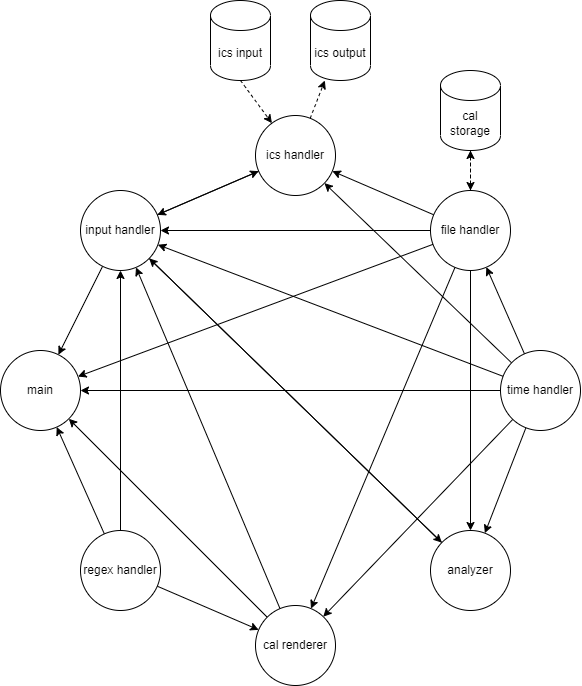 ics input
ics output
cal
storage
ics handler
input handler
file handler
main
time handler
regex handler
analyzer
cal renderer